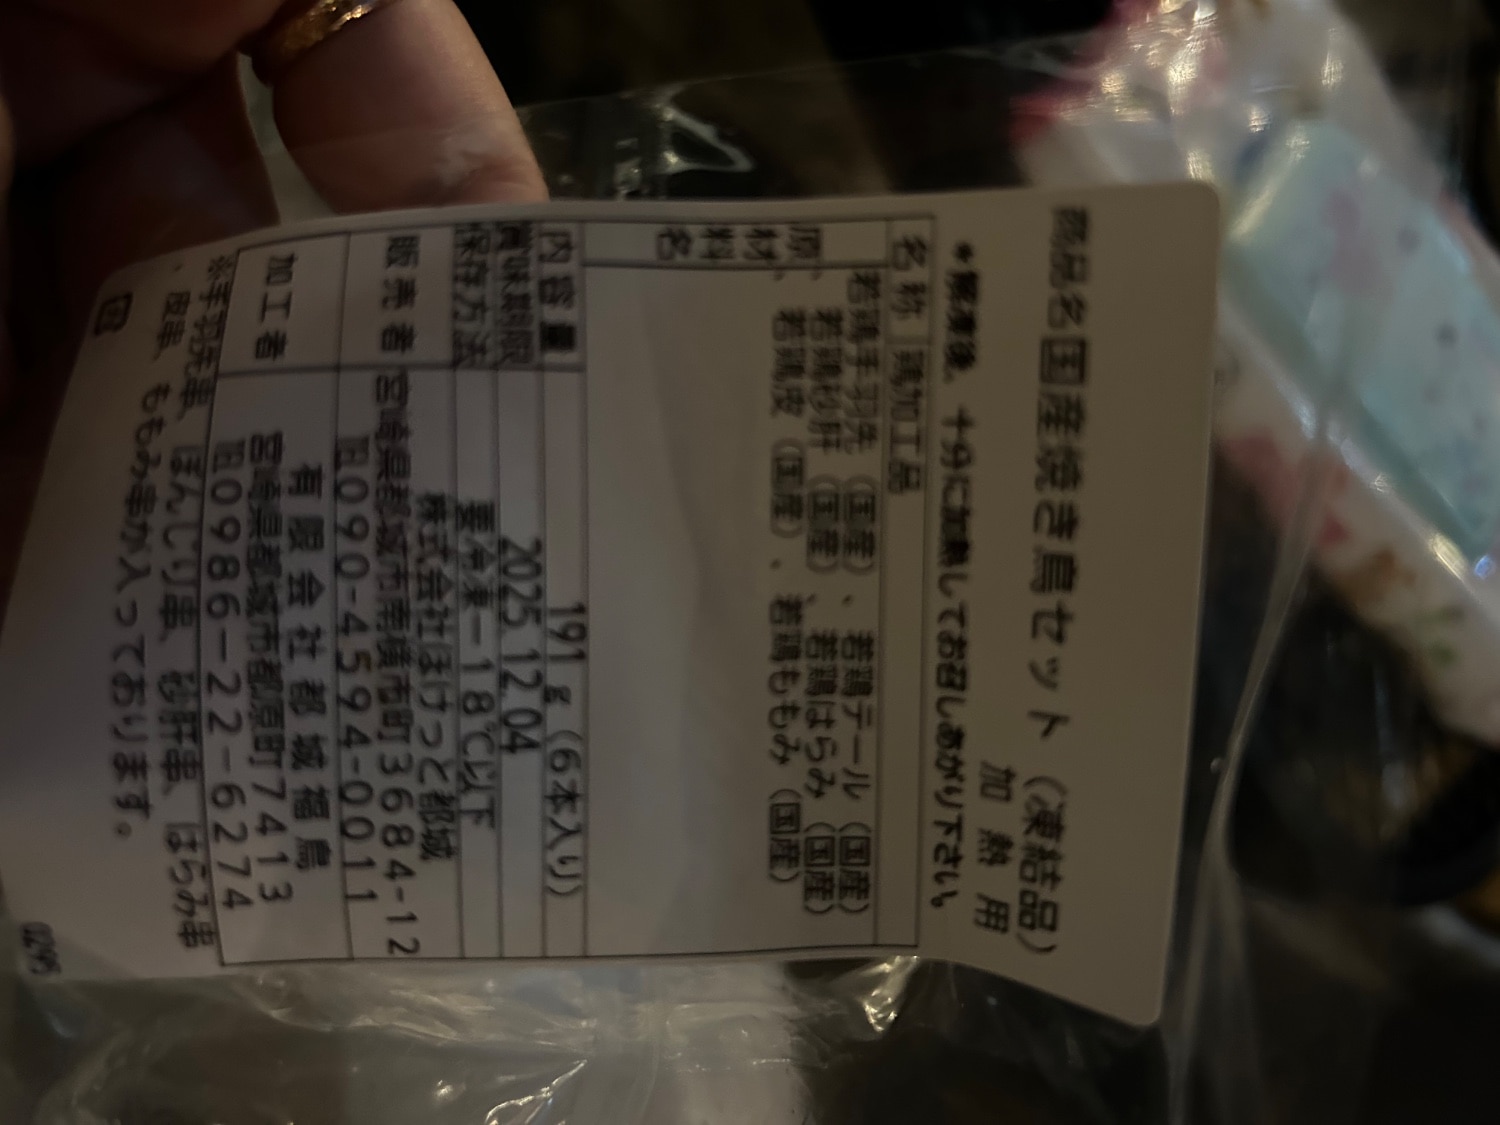 商品名国産焼き鳥セット（凍結品）
加熱用
＊解凍後、十分に加熱してお召しあがり下さい。
名称 鶏加工品
原材料名 若鶏手羽先（国産）、若鶏テール（国産）
、若鶏砂肝（国産）、若鶏はらみ（国産）
、若鶏皮（国産）、若鶏ももみ（国産）
内容量 191g（6本入り）
賞味期限 2025.12.04
保存方法 要冷凍－18℃以下
株式会社ほけっと都城
販売者 宮崎県都城市南横市町3684-12
℡090-4594-0011
有限会社都城福鳥
加工者 宮崎県都城市都原町7413
℡0986-22-6274
※手羽先串、ぼんじり串、砂肝串、はらみ串
、皮串、ももみ串が入っております。
0295